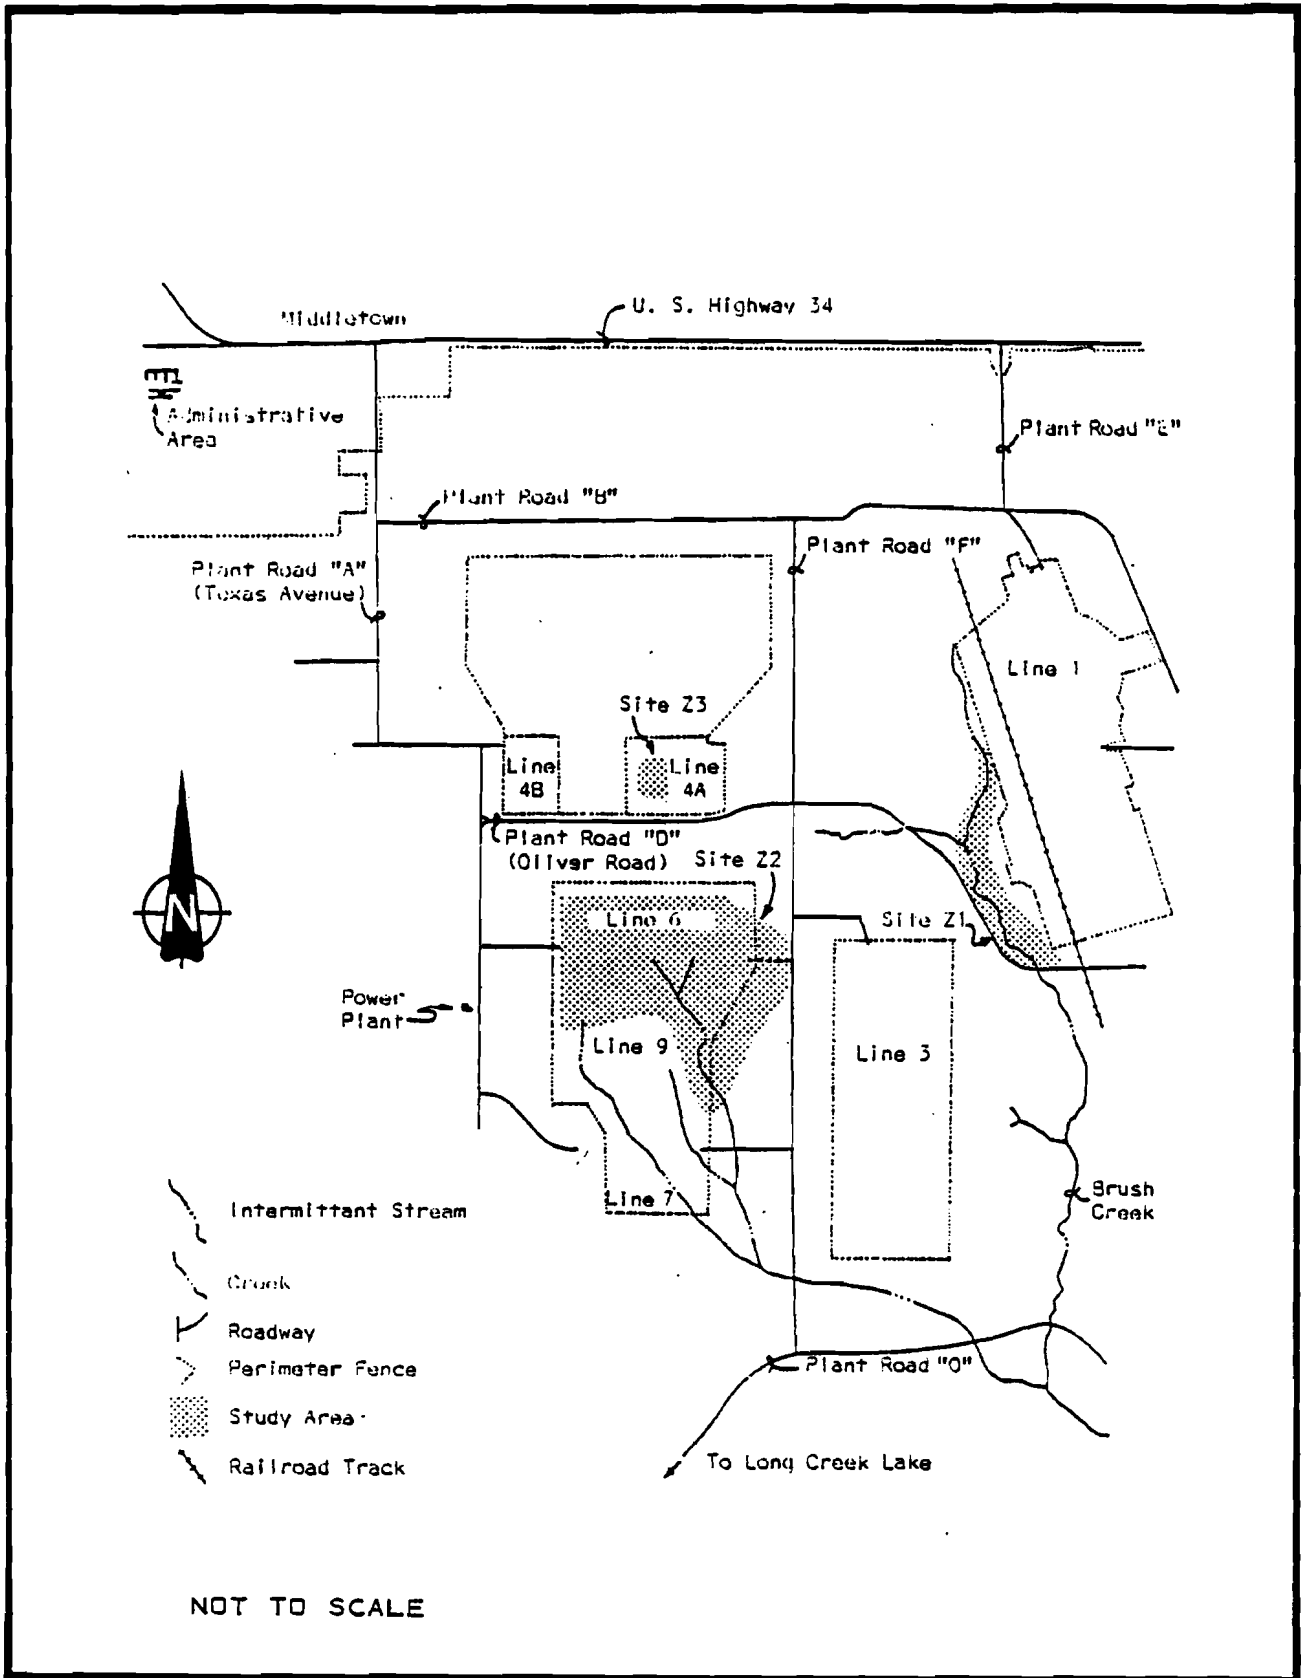 Middletown
U. S. Highway 34
Administrative
Area
Plant Road "E"
Plant Road "B"
Plant Road "F"
Plant Road "A"
(Texas Avenue)
Line 1
Site Z3
Line
4B
Line
4A
Plant Road "D"
(Oliver Road)
Site Z2
Line 6
Site Z1
N
Power
Plant
Line 9
Line 3
Line 7
Brush
Creek
Intermittant Stream
Creek
Roadway
Perimeter Fence
Study Area
Railroad Track
Plant Road "O"
To Long Creek Lake
NOT TO SCALE